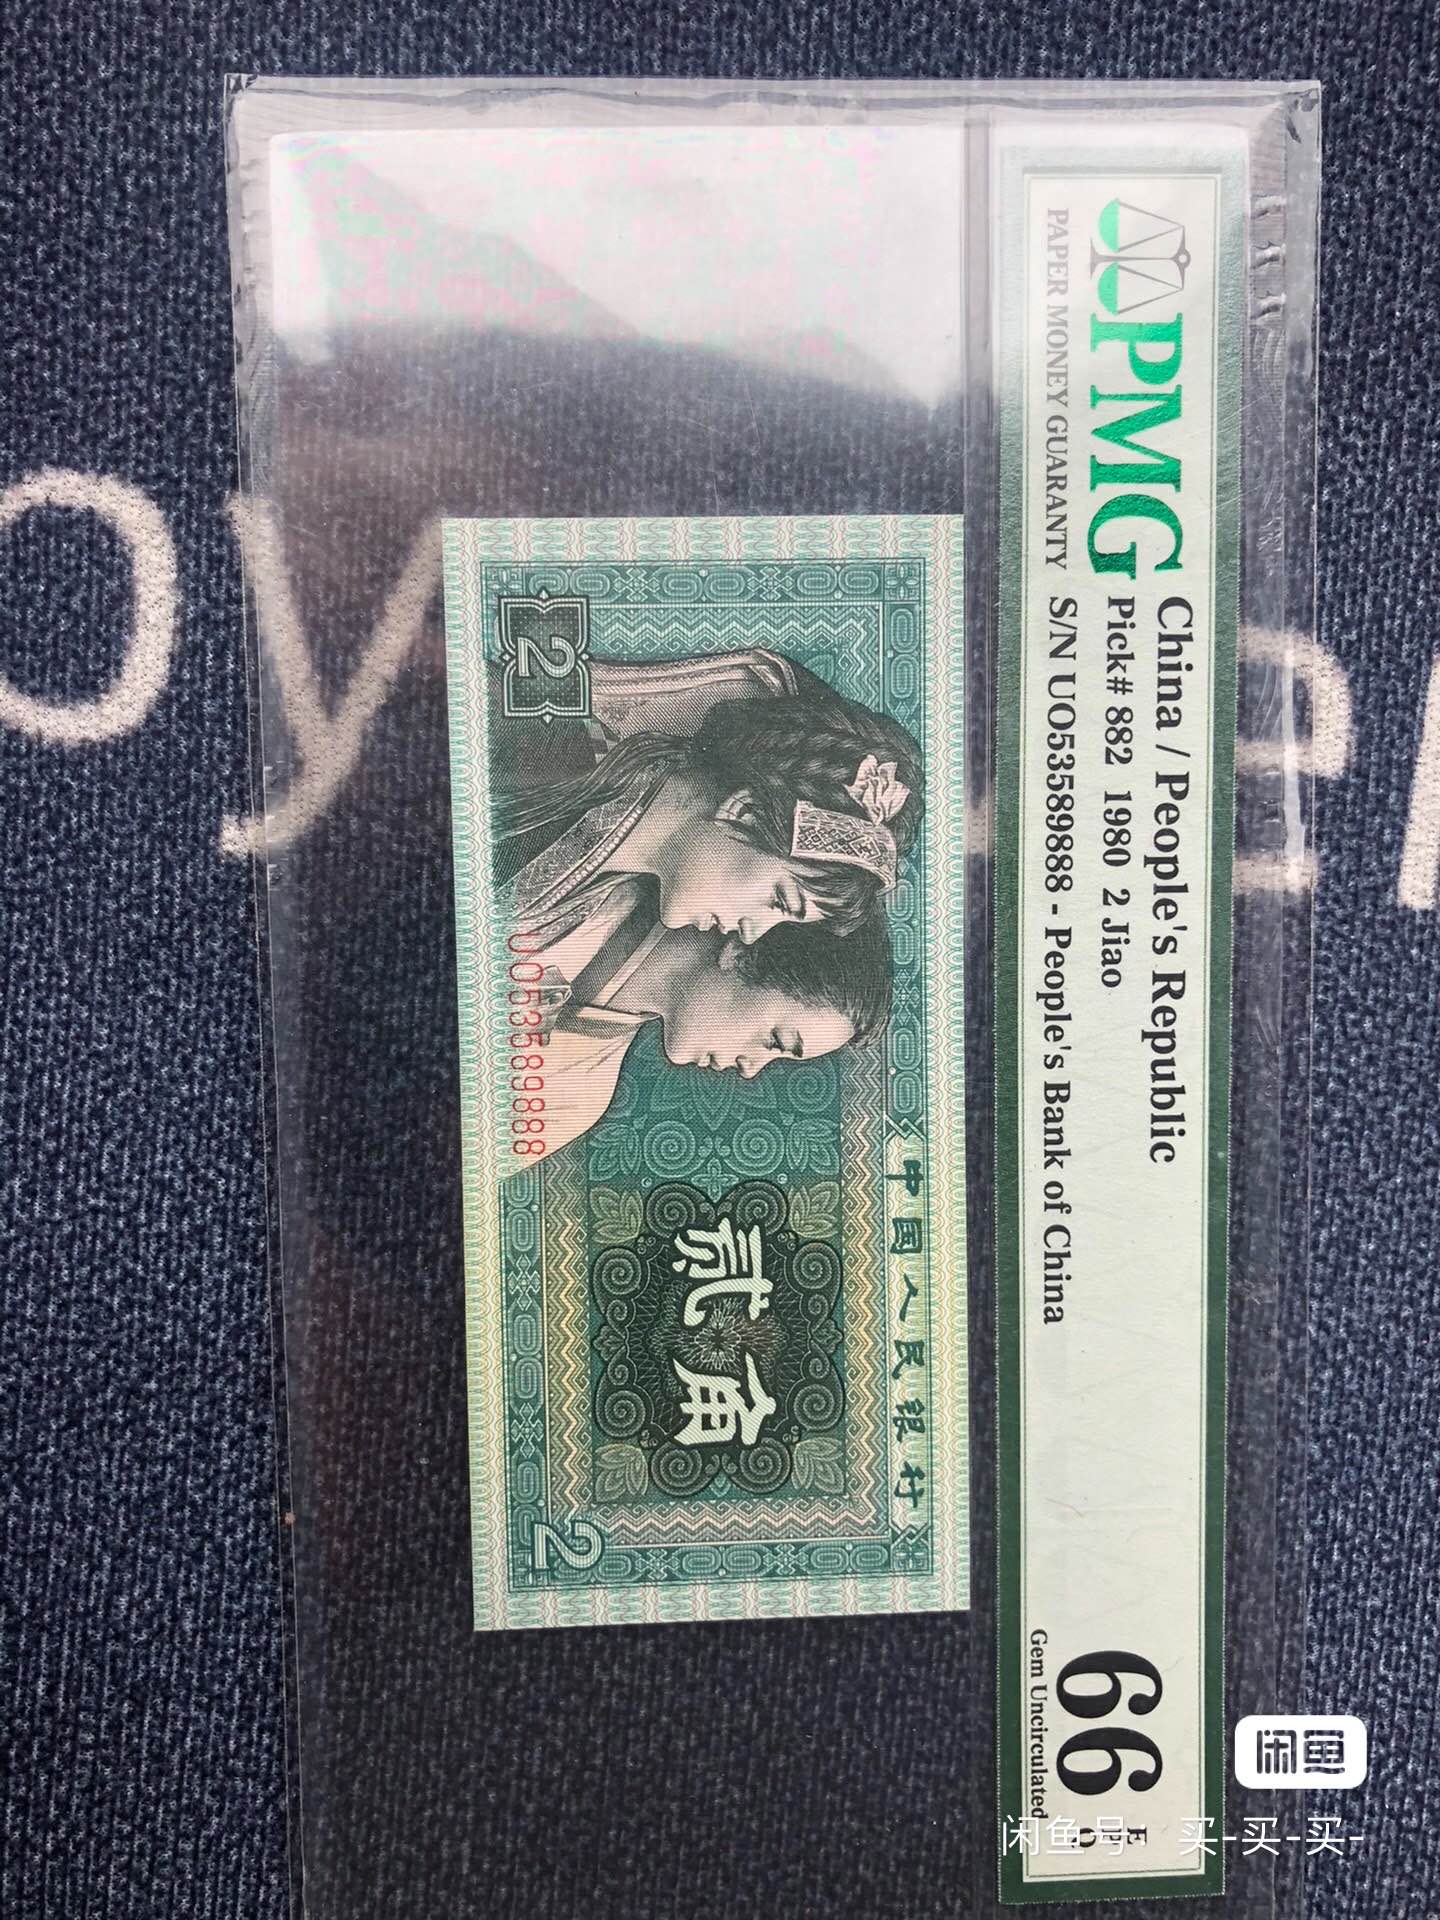 PMG
PAPER MONEY GUARANTY
China / People's Republic
Pick# 882 1980 2 Jiao
S/N UO53589888 - People's Bank of China
66
EPQ
Gem Uncirculated
中国人民银行
2
贰角
UO53589888
2
闲鱼
闲鱼号：买-买-买-
oy